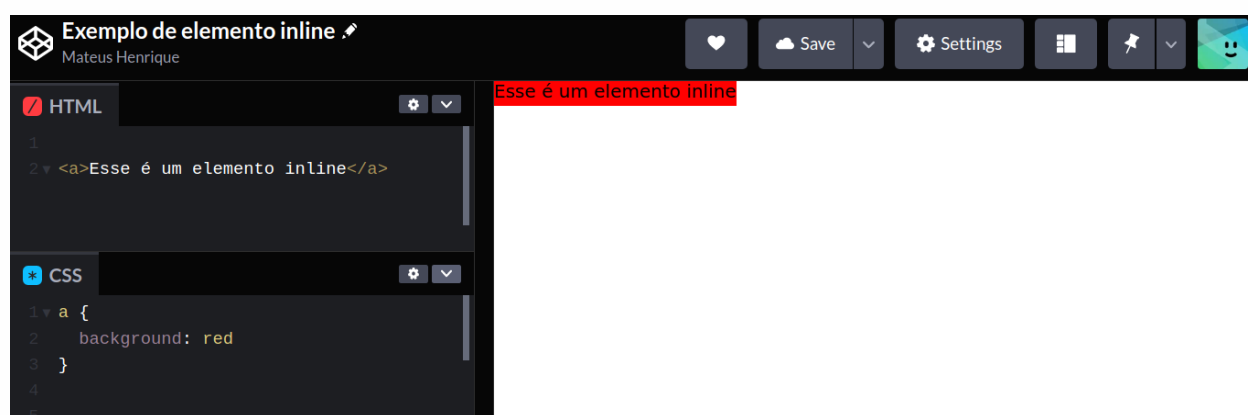 Exemplo de elemento inline
Mateus Henrique
Save
Settings
HTML
1
2 <a>Esse é um elemento inline</a>
CSS
1 a {
2 background: red
3 }
4
5
Esse é um elemento inline